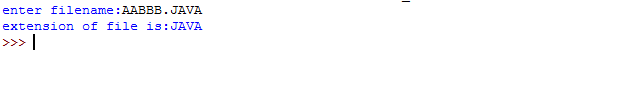 enter filename:AABBB.JAVA
extension of file is:JAVA
>>>